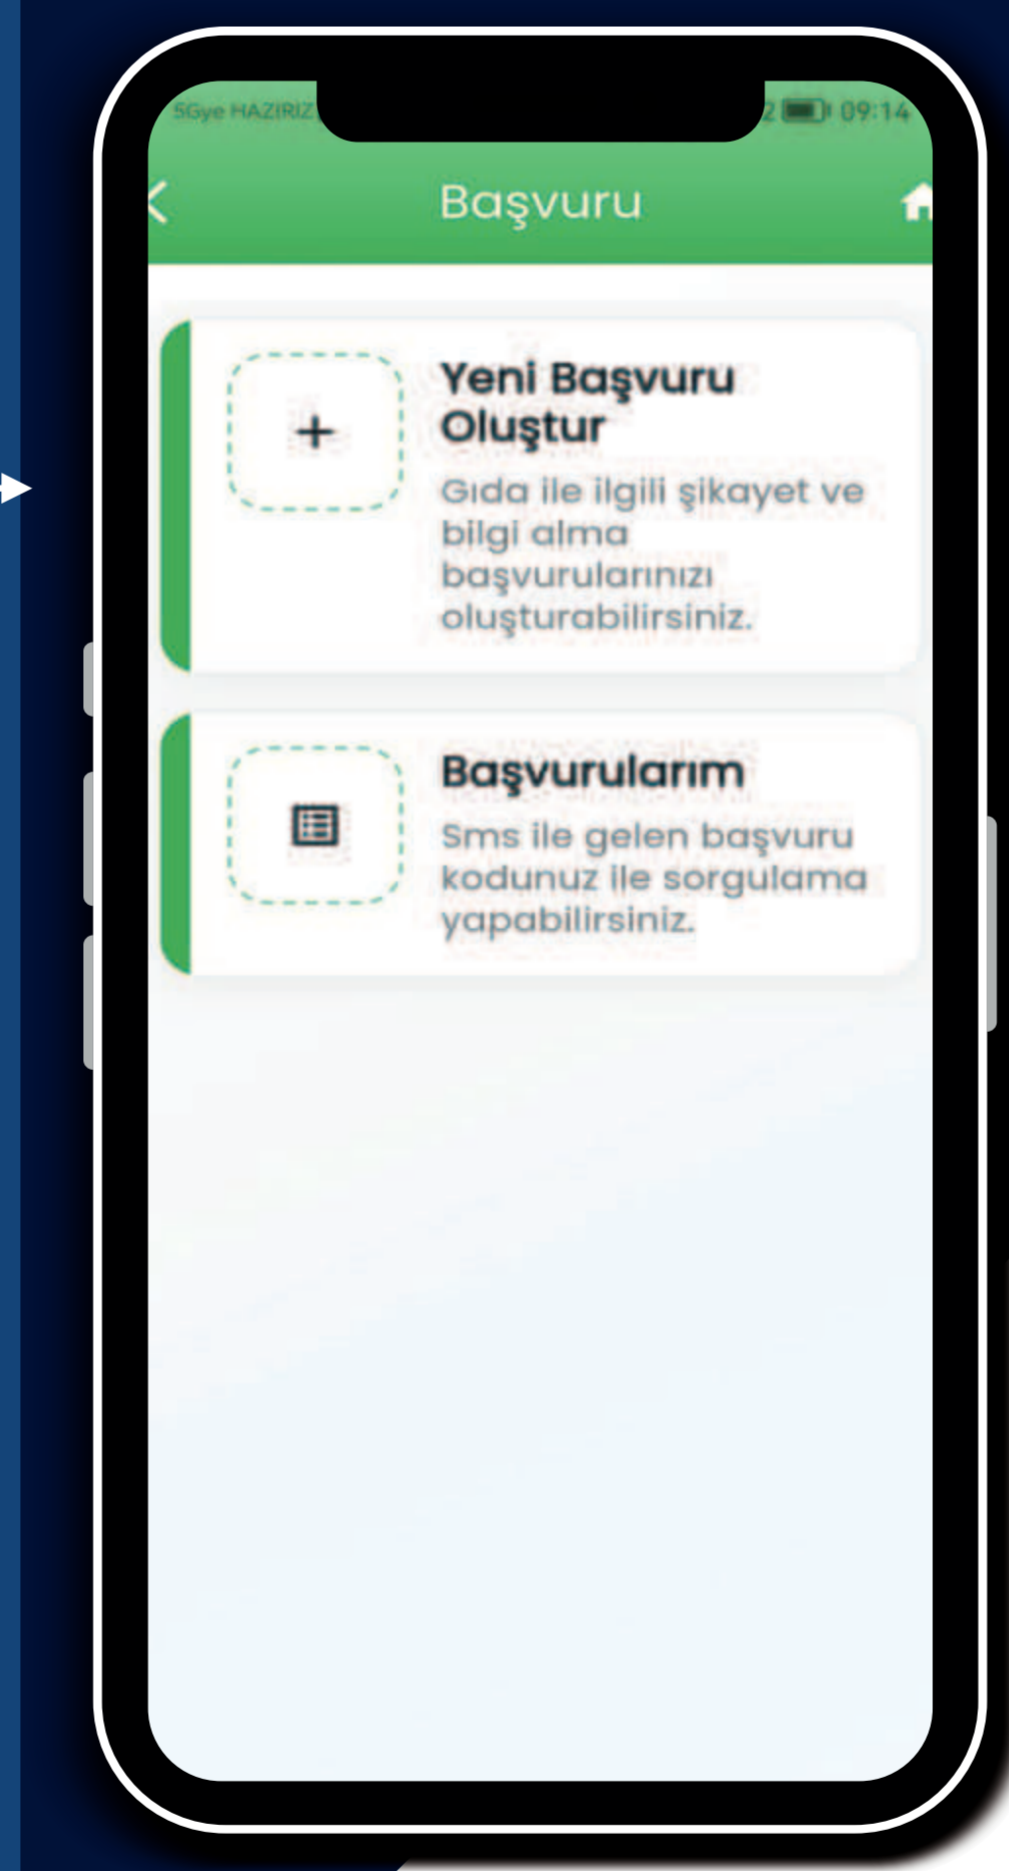 5Gye HAZIRIZ
2 09:14
Başvuru
Yeni Başvuru
Oluştur
Gıda ile ilgili şikayet ve
bilgi alma
başvurularınızı
oluşturabilirsiniz.
Başvurularım
Sms ile gelen başvuru
kodunuz ile sorgulama
yapabilirsiniz.